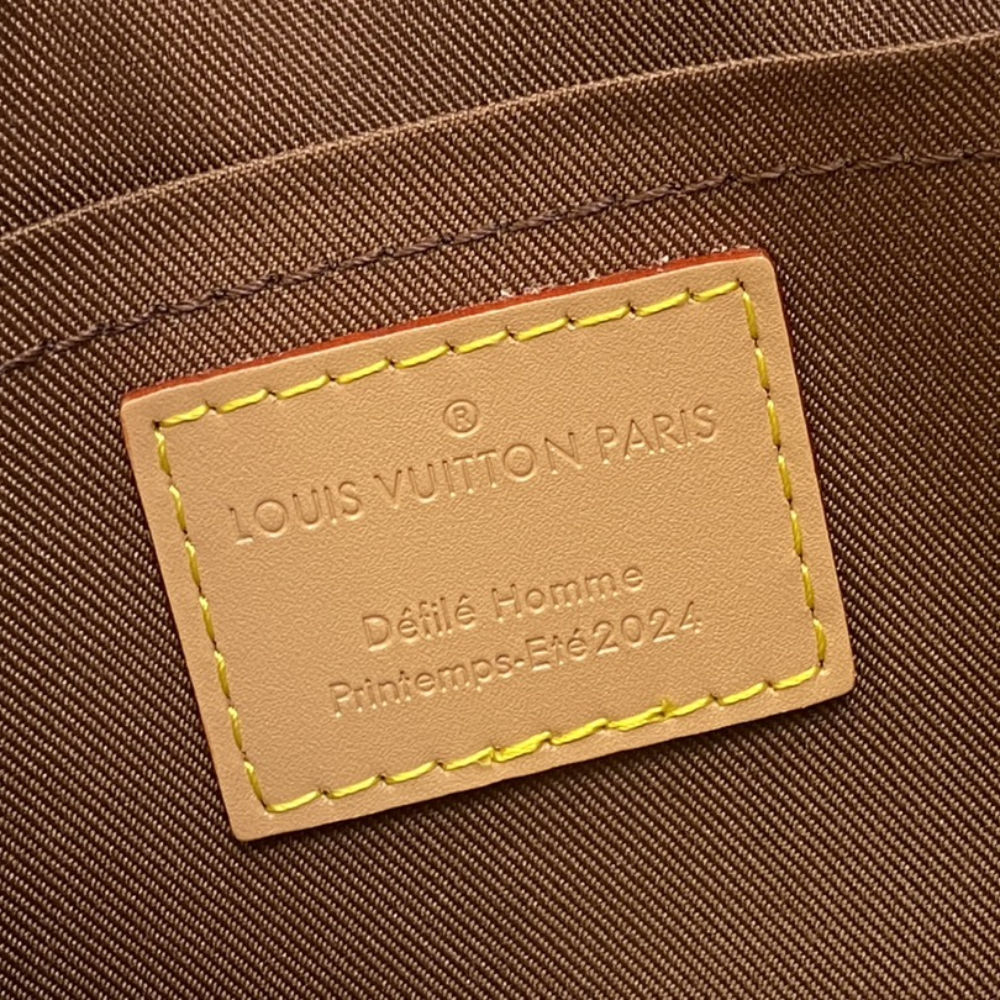 ®
LOUIS VUITTON PARIS
Défilé Homme
Printemps-Eté2024